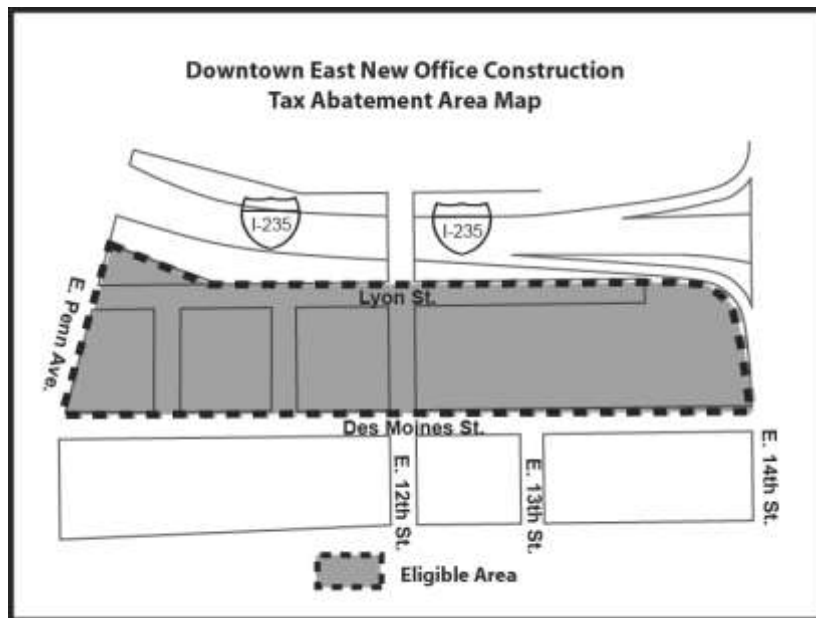 Downtown East New Office Construction
Tax Abatement Area Map
I-235
I-235
E. Penn Ave.
Lyon St.
Des Moines St.
E. 12th St.
E. 13th St.
E. 14th St.
Eligible Area